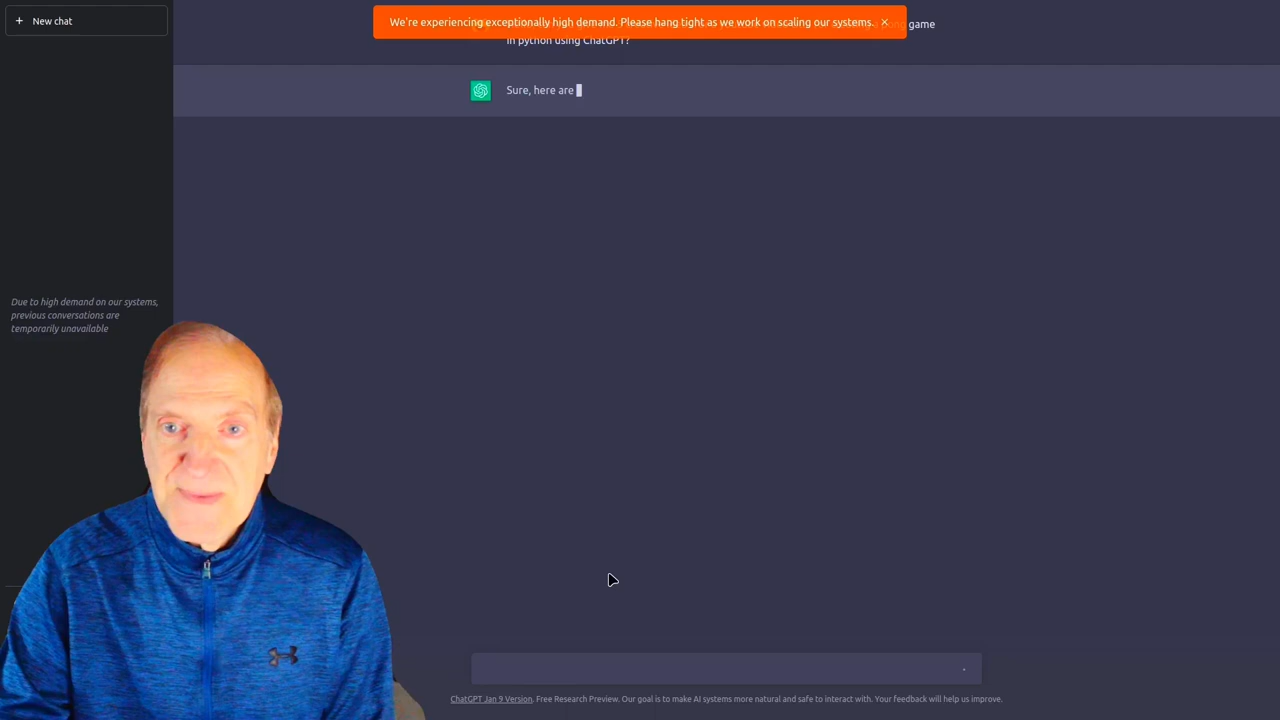 + New chat
We're experiencing exceptionally high demand. Please hang tight as we work on scaling our systems. ×
game
in python using ChatGPT?
Sure, here are
Due to high demand on our systems,
previous conversations are
temporarily unavailable
ChatGPT Jan 9 Version. Free Research Preview. Our goal is to make AI systems more natural and safe to interact with. Your feedback will help us improve.